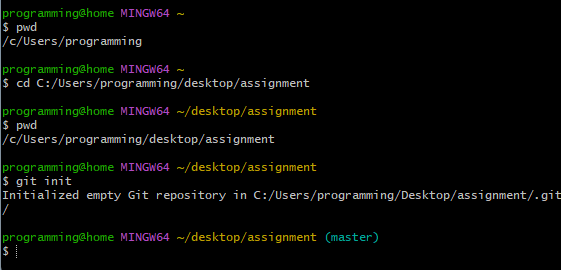 programming@home MINGW64 ~
$ pwd
/c/Users/programming
programming@home MINGW64 ~
$ cd C:/Users/programming/desktop/assignment
programming@home MINGW64 ~/desktop/assignment
$ pwd
/c/Users/programming/desktop/assignment
programming@home MINGW64 ~/desktop/assignment
$ git init
Initialized empty Git repository in C:/Users/programming/Desktop/assignment/.git
/
programming@home MINGW64 ~/desktop/assignment (master)
$